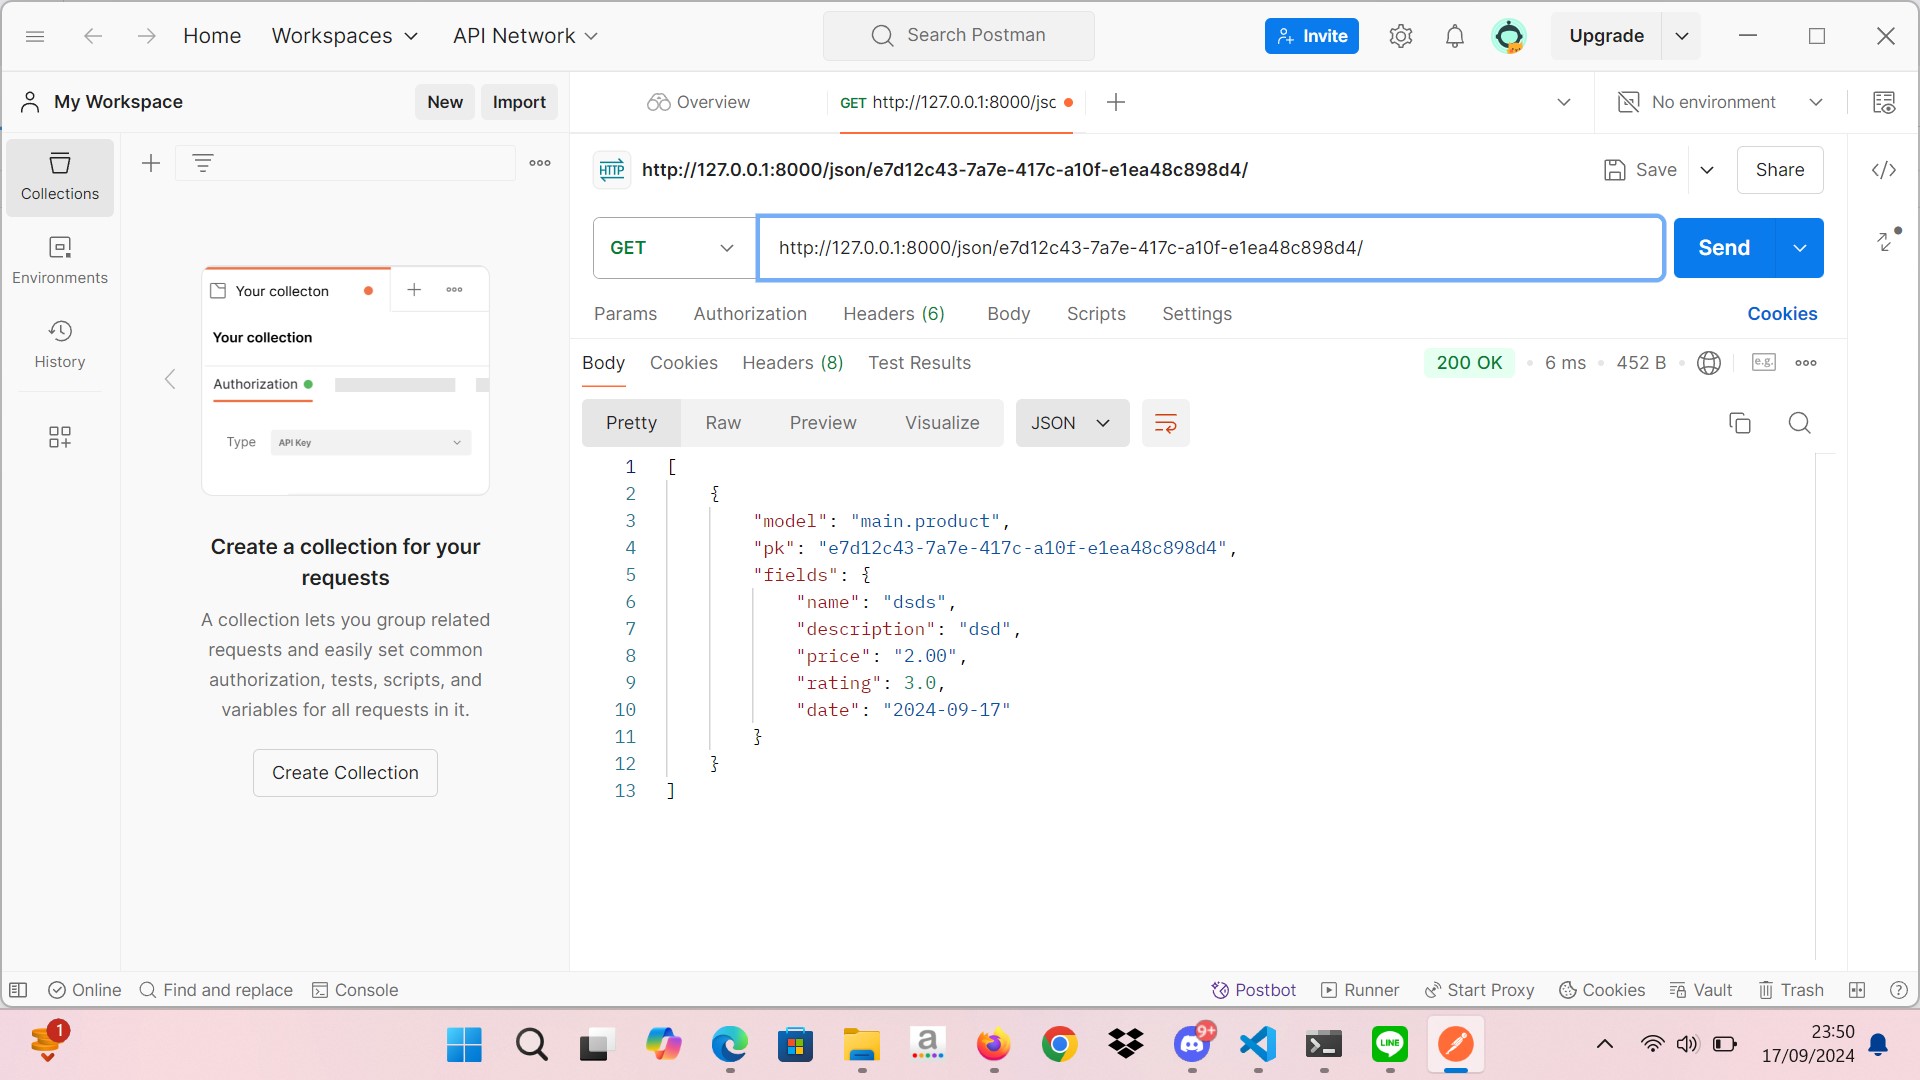 Home
Workspaces
API Network
Search Postman
Invite
Upgrade
My Workspace
New
Import
Overview
GET http://127.0.0.1:8000/jsc
No environment
Collections
Environments
History
HTTP
http://127.0.0.1:8000/json/e7d12c43-7a7e-417c-a10f-e1ea48c898d4/
Save
Share
GET
http://127.0.0.1:8000/json/e7d12c43-7a7e-417c-a10f-e1ea48c898d4/
Send
Params
Authorization
Headers (6)
Body
Scripts
Settings
Cookies
Body
Cookies
Headers (8)
Test Results
200 OK
6 ms
452 B
e.g.
Pretty
Raw
Preview
Visualize
JSON
1 [
2 {
3 "model": "main.product",
4 "pk": "e7d12c43-7a7e-417c-a10f-e1ea48c898d4",
5 "fields": {
6 "name": "dsds",
7 "description": "dsd",
8 "price": "2.00",
9 "rating": 3.0,
10 "date": "2024-09-17"
11 }
12 }
13 ]
Your collecton
Your collection
Authorization
Type
API Key
Create a collection for your
requests
A collection lets you group related
requests and easily set common
authorization, tests, scripts, and
variables for all requests in it.
Create Collection
Online
Find and replace
Console
Postbot
Runner
Start Proxy
Cookies
Vault
Trash
1
a
9+
LINE
23:50
17/09/2024